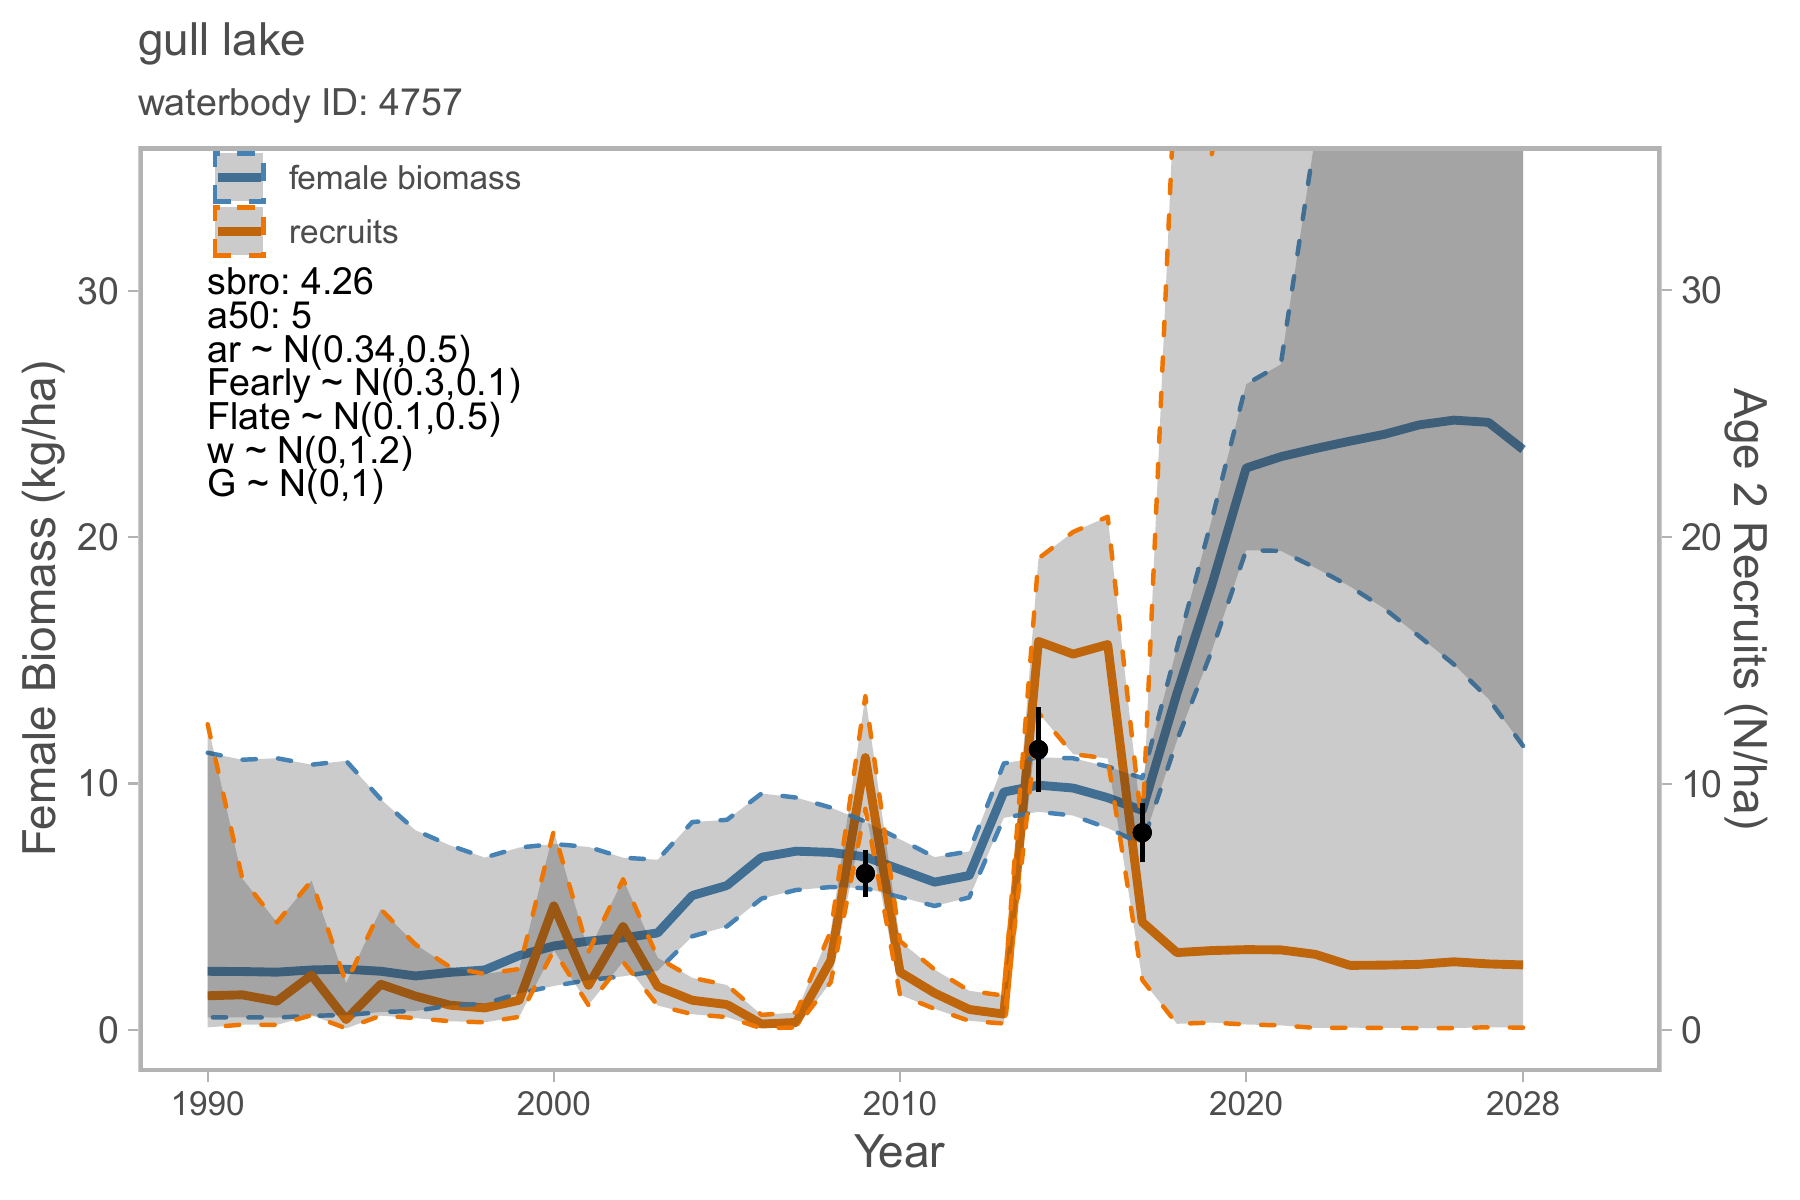 gull lake
waterbody ID: 4757
female biomass
recruits
sbro: 4.26
a50: 5
ar ~ N(0.34,0.5)
Fearly ~ N(0.3,0.1)
Flate ~ N(0.1,0.5)
w ~ N(0,1.2)
G ~ N(0,1)
Female Biomass (kg/ha)
30
20
10
0
30
20
10
0
Age 2 Recruits (N/ha)
1990 2000 2010 2020 2028
Year